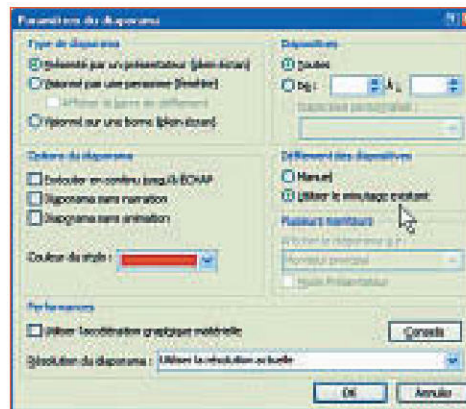 Paramètres du diaporama
Type de diaporama
Présenté par un présentateur (plein écran)
Visionné par une personne (fenêtre)
Afficher la barre de défilement
Visionné sur une borne (plein écran)
Diapositives
Toutes
De :
À :
Diaporama personnalisé :
Options du diaporama
Exécuter en continu jusqu'à ÉCHAP
Diaporama sans narration
Diaporama sans animation
Couleur du stylo :
Défilement des diapositives
Manuel
Utiliser le minutage existant
Plusieurs moniteurs
Afficher le diaporama sur :
Moniteur principal
Mode Présentateur
Performances
Utiliser l'accélération graphique matérielle
Conseils
Résolution du diaporama :
Utiliser la résolution actuelle
OK
Annuler